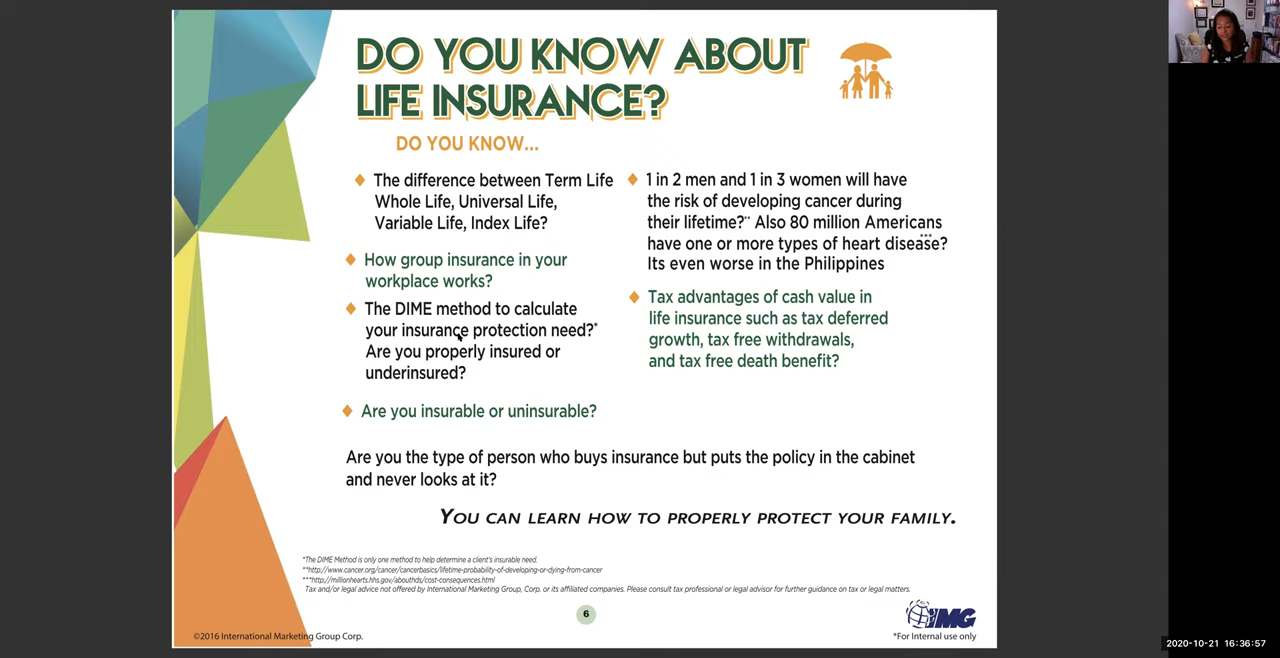 DO YOU KNOW ABOUT
LIFE INSURANCE?
DO YOU KNOW...
The difference between Term Life
Whole Life, Universal Life,
Variable Life, Index Life?
How group insurance in your
workplace works?
The DIME method to calculate
your insurance protection need?*
Are you properly insured or
underinsured?
Are you insurable or uninsurable?
1 in 2 men and 1 in 3 women will have
the risk of developing cancer during
their lifetime?** Also 80 million Americans
have one or more types of heart disease?***
Its even worse in the Philippines
Tax advantages of cash value in
life insurance such as tax deferred
growth, tax free withdrawals,
and tax free death benefit?
Are you the type of person who buys insurance but puts the policy in the cabinet
and never looks at it?
YOU CAN LEARN HOW TO PROPERLY PROTECT YOUR FAMILY.
*The DIME Method is only one method to help determine a client's insurable need.
**http://www.cancer.org/cancer/cancerbasics/lifetime-probability-of-developing-or-dying-from-cancer
***http://millionhearts.hhs.gov/abouthds/cost-consequences.html
Tax and/or legal advice not offered by International Marketing Group, Corp. or its affiliated companies. Please consult tax professional or legal advisor for further guidance on tax or legal matters.
6
IMG
©2016 International Marketing Group Corp.
*For Internal use only
2020-10-21 16:36:57